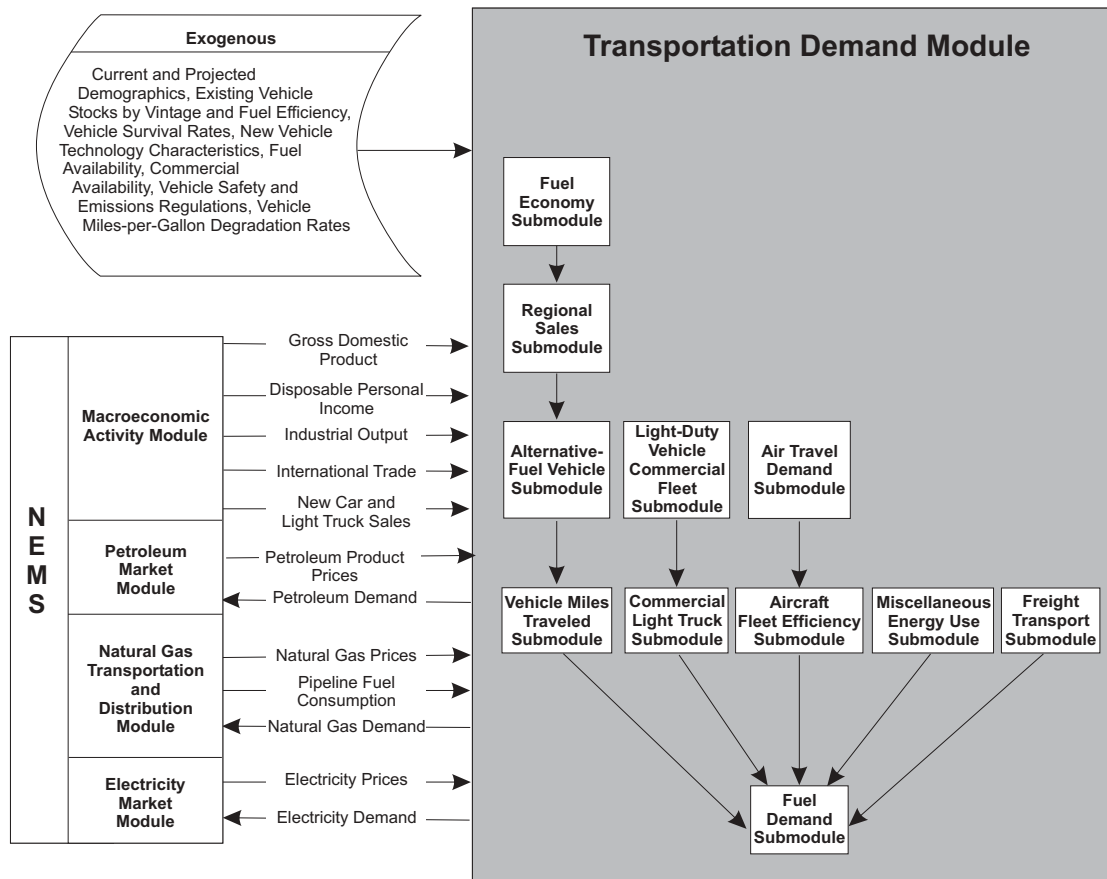 Exogenous
Current and Projected
Demographics, Existing Vehicle
Stocks by Vintage and Fuel Efficiency,
Vehicle Survival Rates, New Vehicle
Technology Characteristics, Fuel
Availability, Commercial
Availability, Vehicle Safety and
Emissions Regulations, Vehicle
Miles-per-Gallon Degradation Rates
Transportation Demand Module
Fuel
Economy
Submodule
Regional
Sales
Submodule
Alternative-
Fuel Vehicle
Submodule
Light-Duty
Vehicle
Commercial
Fleet
Submodule
Air Travel
Demand
Submodule
Vehicle Miles
Traveled
Submodule
Commercial
Light Truck
Submodule
Aircraft
Fleet Efficiency
Submodule
Miscellaneous
Energy Use
Submodule
Freight
Transport
Submodule
Fuel
Demand
Submodule
N
E
M
S
Macroeconomic
Activity Module
Gross Domestic
Product
Disposable Personal
Income
Industrial Output
International Trade
New Car and
Light Truck Sales
Petroleum
Market
Module
Petroleum Product
Prices
Petroleum Demand
Natural Gas
Transportation
and
Distribution
Module
Natural Gas Prices
Pipeline Fuel
Consumption
Natural Gas Demand
Electricity
Market
Module
Electricity Prices
Electricity Demand